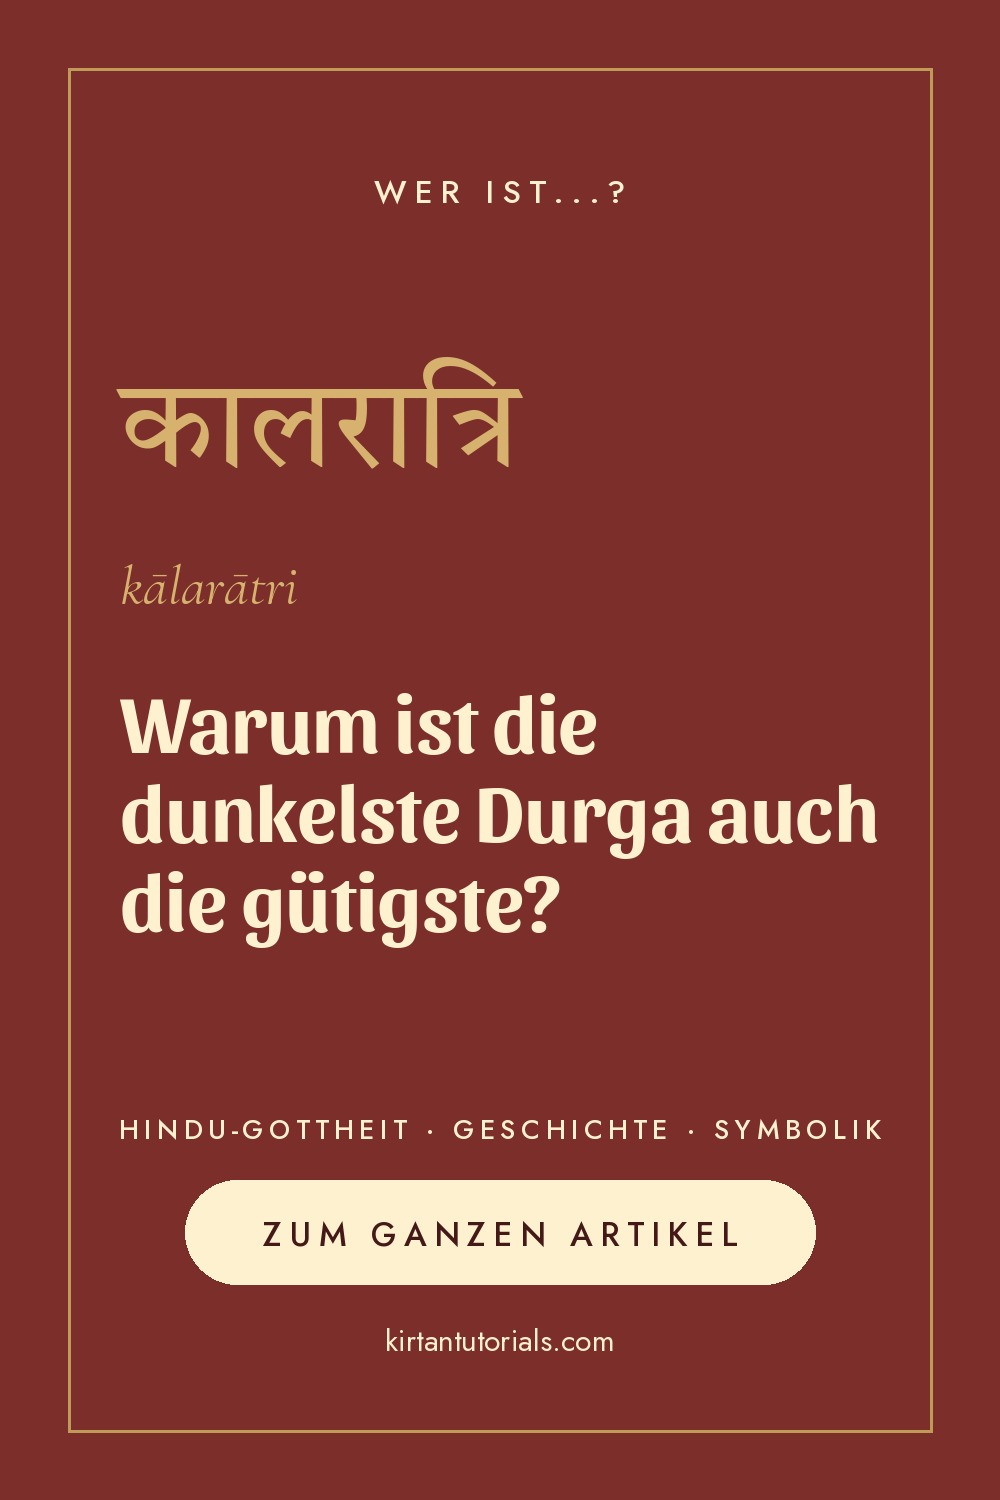 WER IST...?
कालरात्रि
kālarātri
Warum ist die
dunkelste Durga auch
die gütigste?
HINDU-GOTTHEIT · GESCHICHTE · SYMBOLIK
ZUM GANZEN ARTIKEL
kirtantutorials.com